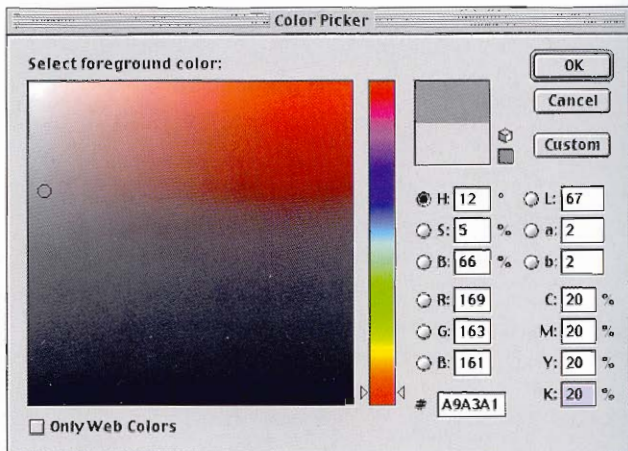 Color Picker
Select foreground color:
OK
Cancel
Custom
H: 12 °
S: 5 %
B: 66 %
R: 169
G: 163
B: 161
# A9A3A1
L: 67
a: 2
b: 2
C: 20 %
M: 20 %
Y: 20 %
K: 20 %
Only Web Colors